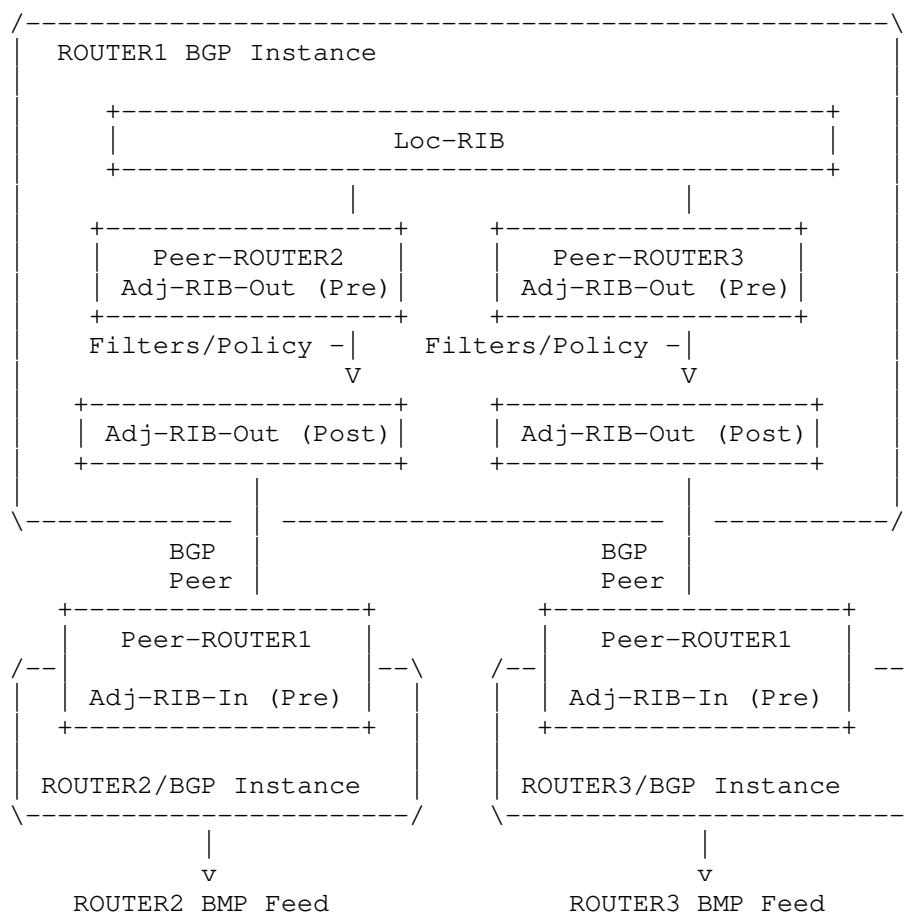 ROUTER1 BGP Instance
Loc-RIB
Peer-ROUTER2 Peer-ROUTER3
Adj-RIB-Out (Pre) Adj-RIB-Out (Pre)
Filters/Policy -| Filters/Policy -|
V V
Adj-RIB-Out (Post) Adj-RIB-Out (Post)
BGP BGP
Peer Peer
Peer-ROUTER1 Peer-ROUTER1
Adj-RIB-In (Pre) Adj-RIB-In (Pre)
ROUTER2/BGP Instance ROUTER3/BGP Instance
v v
ROUTER2 BMP Feed ROUTER3 BMP Feed